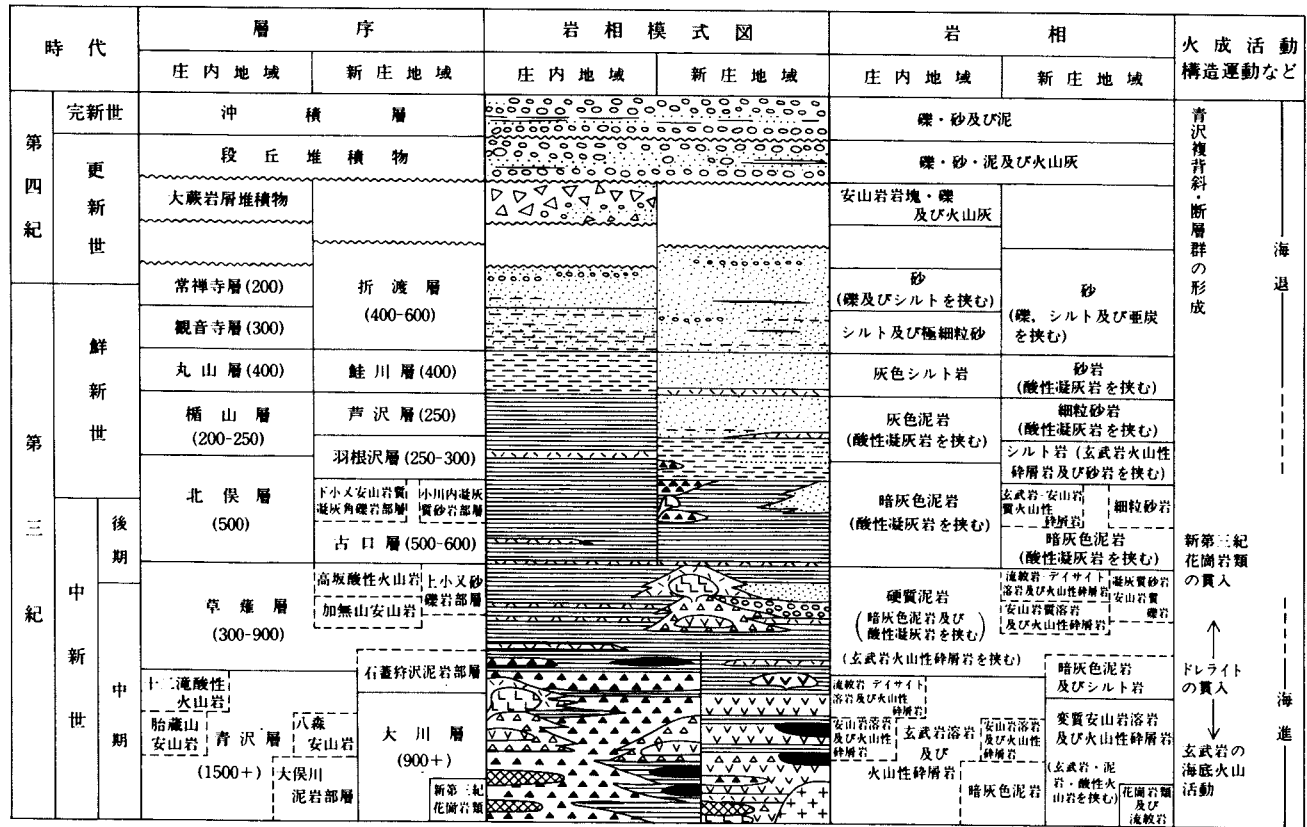 時代
層序
岩相模式図
岩相
火成活動
構造運動など
庄内地域
新庄地域
庄内地域
新庄地域
庄内地域
新庄地域
第四紀
完新世
更新世
第三紀
鮮新世
中新世
後期
中期
沖積層
段丘堆積物
大蕨岩屑堆積物
常禅寺層(200)
観音寺層(300)
丸山層(400)
楯山層
(200-250)
北俣層
(500)
草薙層
(300-900)
十二滝酸性
火山岩
胎蔵山
安山岩
青沢層
(1500+)
八森
安山岩
大俣川
泥岩部層
折渡層
(400-600)
鮭川層(400)
芦沢層(250)
羽根沢層(250-300)
下小又安山岩質
凝灰角礫岩部層
小川内凝灰
質砂岩部層
古口層(500-600)
高坂酸性火山岩
上小又砂
礫岩部層
加無山安山岩
石蓋狩沢泥岩部層
大川層
(900+)
新第三紀
花崗岩類
礫・砂及び泥
礫・砂・泥及び火山灰
安山岩岩塊・礫
及び火山灰
砂
(礫及びシルトを挟む)
シルト及び極細粒砂
灰色シルト岩
灰色泥岩
(酸性凝灰岩を挟む)
暗灰色泥岩
(酸性凝灰岩を挟む)
硬質泥岩
(暗灰色泥岩及び
酸性凝灰岩を挟む)
(玄武岩火山性砕屑岩を挟む)
流紋岩・デイサイト
溶岩及び火山性
砕屑岩
安山岩溶岩
及び火山性
砕屑岩
玄武岩溶岩
及び
火山性砕屑岩
安山岩溶岩
及び火山性
砕屑岩
暗灰色泥岩
砂
(礫,シルト及び亜炭
を挟む)
砂岩
(酸性凝灰岩を挟む)
細粒砂岩
(酸性凝灰岩を挟む)
シルト岩(玄武岩火山性
砕屑岩及び砂岩を挟む)
玄武岩・安山岩
質火山性
砕屑岩
細粒砂岩
暗灰色泥岩
(酸性凝灰岩を挟む)
流紋岩・デイサイト
溶岩及び火山性砕屑岩
凝灰質砂岩
安山岩質
礫岩
安山岩質溶岩
及び火山性砕屑岩
暗灰色泥岩
及びシルト岩
変質安山岩溶岩
及び火山性砕屑岩
(玄武岩・泥
岩・酸性火
山岩を挟む)
花崗岩類
及び
流紋岩
青沢複背斜・断層群の形成
海退
新第三紀
花崗岩類
の貫入
ドレライト
の貫入
玄武岩の
海底火山
活動
海進